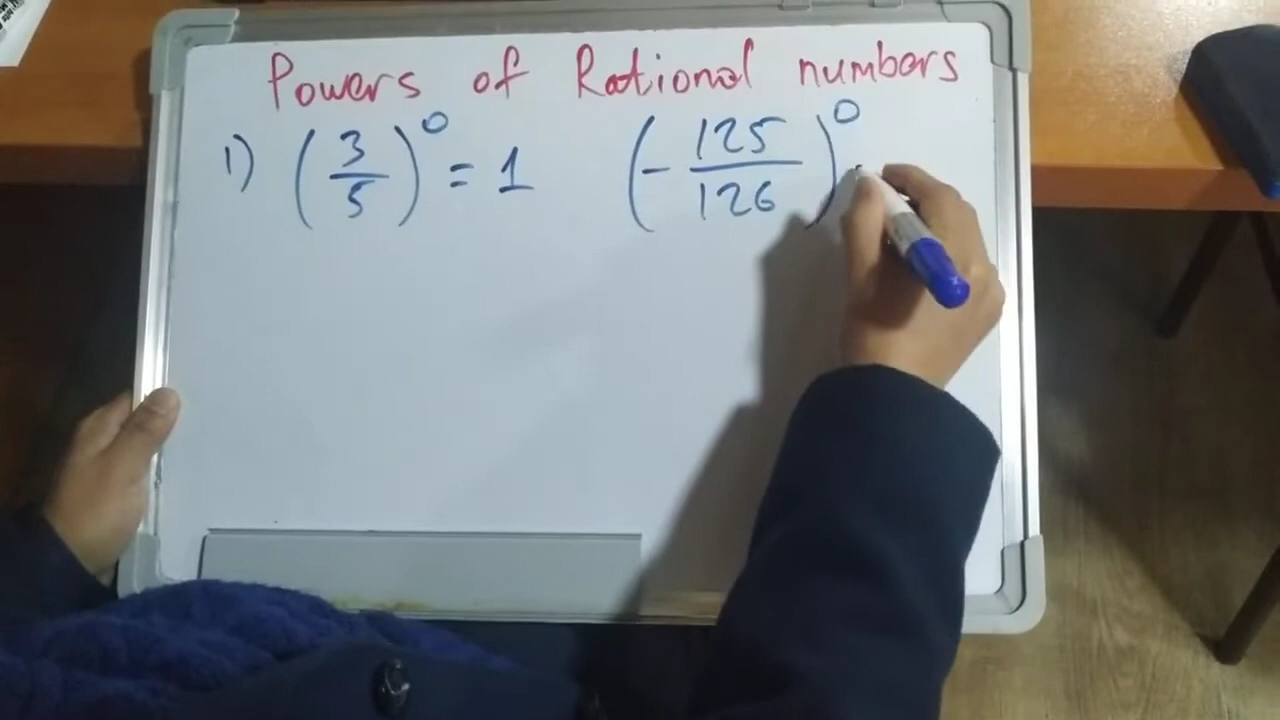 Powers of Rational numbers
1) (3/5)^0 = 1 (-125/126)^0